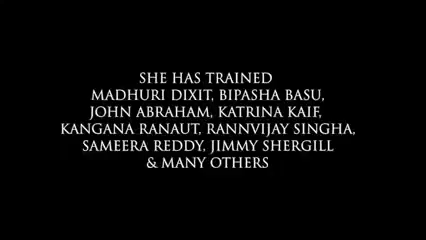 SHE HAS TRAINED
MADHURI DIXIT, BIPASHA BASU,
JOHN ABRAHAM, KATRINA KAIF,
KANGANA RANAUT, RANNVIJAY SINGHA,
SAMEERA REDDY, JIMMY SHERGILL
& MANY OTHERS